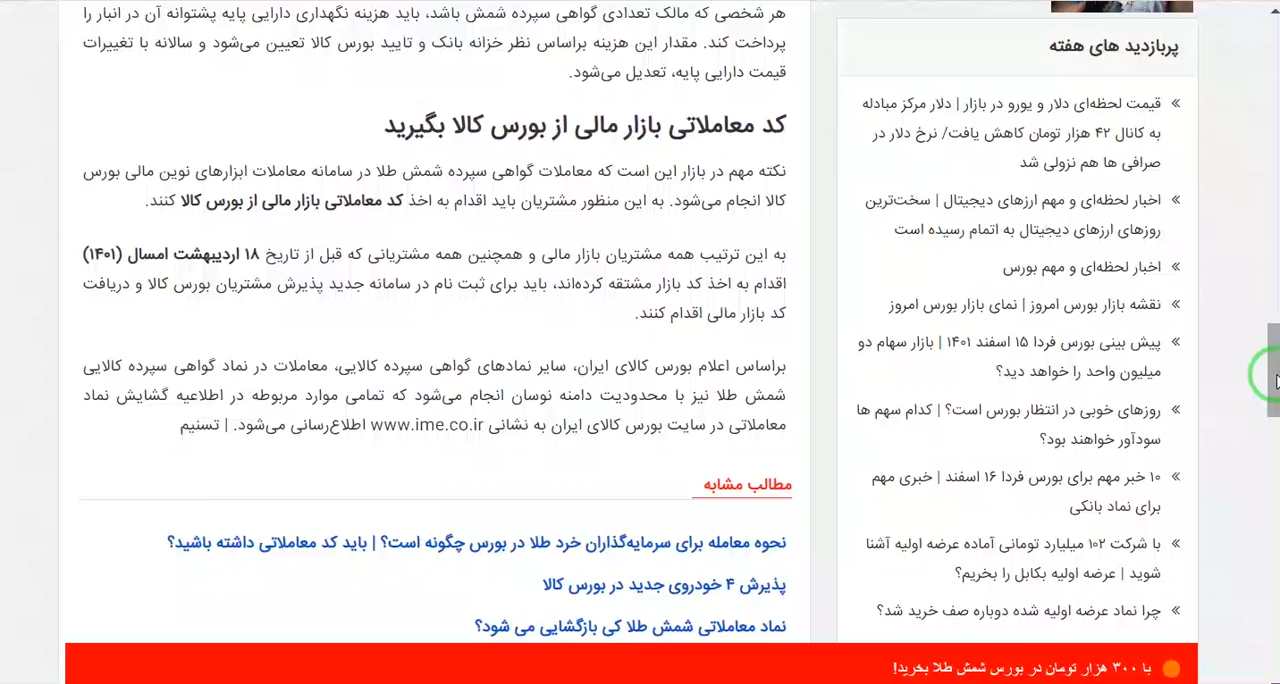 هر شخصی که مالک تعدادی گواهی سپرده شمش باشد، باید هزینه نگهداری دارایی پایه پشتوانه آن در انبار را
پرداخت کند. مقدار این هزینه براساس نظر خزانه بانک و تایید بورس کالا تعیین می‌شود و سالانه با تغییرات
قیمت دارایی پایه، تعدیل می‌شود.
کد معاملاتی بازار مالی از بورس کالا بگیرید
نکته مهم در بازار این است که معاملات گواهی سپرده شمش طلا در سامانه معاملات ابزارهای نوین مالی بورس
کالا انجام می‌شود. به این منظور مشتریان باید اقدام به اخذ کد معاملاتی بازار مالی از بورس کالا کنند.
به این ترتیب همه مشتریان بازار مالی و همچنین همه مشتریانی که قبل از تاریخ ۱۸ اردیبهشت امسال (۱۴۰۱)
اقدام به اخذ کد بازار مشتقه کرده‌اند، باید برای ثبت نام در سامانه جدید پذیرش مشتریان بورس کالا و دریافت
کد بازار مالی اقدام کنند.
براساس اعلام بورس کالای ایران، سایر نمادهای گواهی سپرده کالایی، معاملات در نماد گواهی سپرده کالایی
شمش طلا نیز با محدودیت دامنه نوسان انجام می‌شود که تمامی موارد مربوطه در اطلاعیه گشایش نماد
معاملاتی در سایت بورس کالای ایران به نشانی www.ime.co.ir اطلاع‌رسانی می‌شود. | تسنیم
مطالب مشابه
نحوه معامله برای سرمایه‌گذاران خرد طلا در بورس چگونه است؟ | باید کد معاملاتی داشته باشید؟
پذیرش ۴ خودروی جدید در بورس کالا
نماد معاملاتی شمش طلا کی بازگشایی می شود؟
پربازدید های هفته
» قیمت لحظه‌ای دلار و یورو در بازار | دلار مرکز مبادله
به کانال ۴۲ هزار تومان کاهش یافت/ نرخ دلار در
صرافی ها هم نزولی شد
» اخبار لحظه‌ای و مهم ارزهای دیجیتال | سخت‌ترین
روزهای ارزهای دیجیتال به اتمام رسیده است
» اخبار لحظه‌ای و مهم بورس
» نقشه بازار بورس امروز | نمای بازار بورس امروز
» پیش بینی بورس فردا ۱۵ اسفند ۱۴۰۱ | بازار سهام دو
میلیون واحد را خواهد دید؟
» روزهای خوبی در انتظار بورس است؟ | کدام سهم ها
سودآور خواهند بود؟
» ۱۰ خبر مهم برای بورس فردا ۱۶ اسفند | خبری مهم
برای نماد بانکی
» با شرکت ۱۰۲ میلیارد تومانی آماده عرضه اولیه آشنا
شوید | عرضه اولیه بکابل را بخریم؟
» چرا نماد عرضه اولیه شده دوباره صف خرید شد؟
با ۳۰۰ هزار تومان در بورس شمش طلا بخرید!